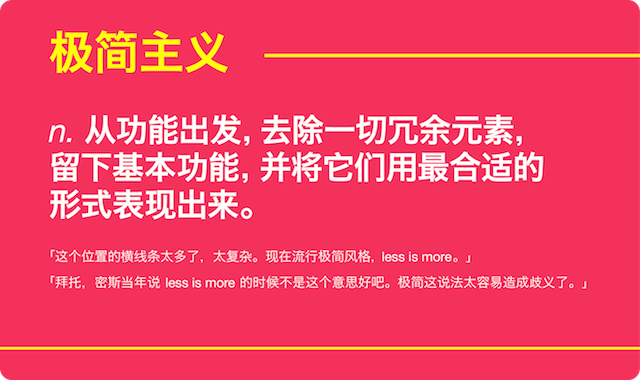 极简主义
n. 从功能出发, 去除一切冗余元素,
留下基本功能, 并将它们用最合适的
形式表现出来。
「这个位置的横线条太多了，太复杂。现在流行极简风格, less is more。」
「拜托，密斯当年说 less is more 的时候不是这个意思好吧。极简这说法太容易造成歧义了。」